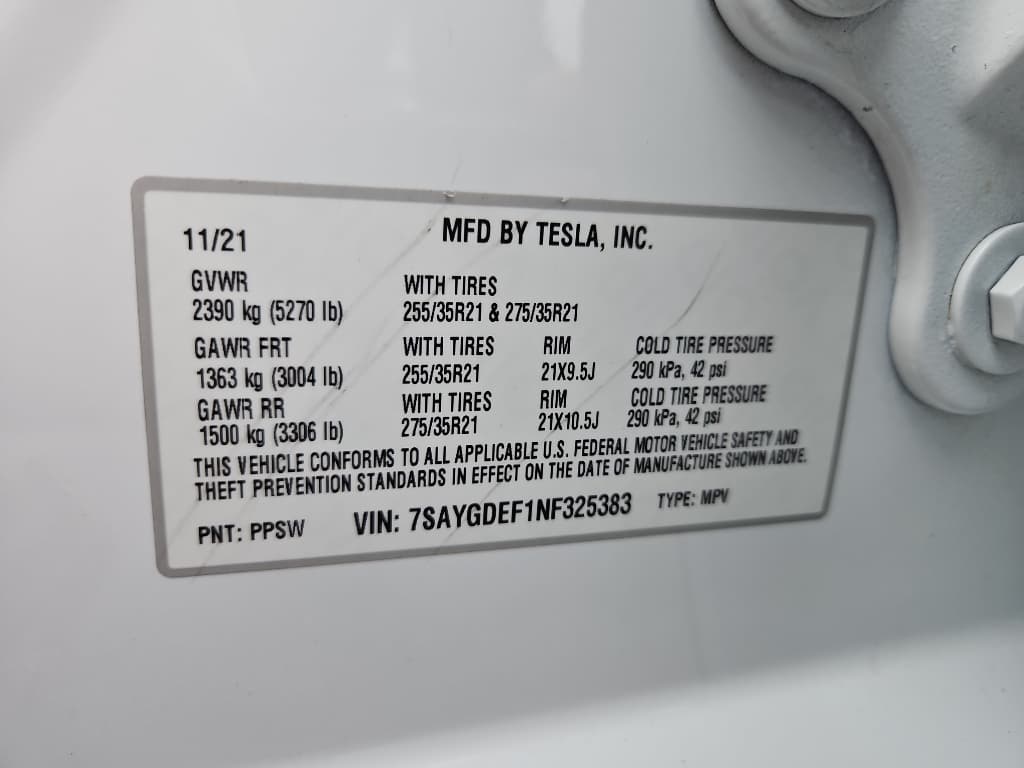 11/21 MFD BY TESLA, INC.
GVWR WITH TIRES
2390 kg (5270 lb) 255/35R21 & 275/35R21
GAWR FRT WITH TIRES RIM COLD TIRE PRESSURE
1363 kg (3004 lb) 255/35R21 21X9.5J 290 kPa, 42 psi
GAWR RR WITH TIRES RIM COLD TIRE PRESSURE
1500 kg (3306 lb) 275/35R21 21X10.5J 290 kPa, 42 psi
THIS VEHICLE CONFORMS TO ALL APPLICABLE U.S. FEDERAL MOTOR VEHICLE SAFETY AND
THEFT PREVENTION STANDARDS IN EFFECT ON THE DATE OF MANUFACTURE SHOWN ABOVE.
PNT: PPSW VIN: 7SAYGDEF1NF325383 TYPE: MPV